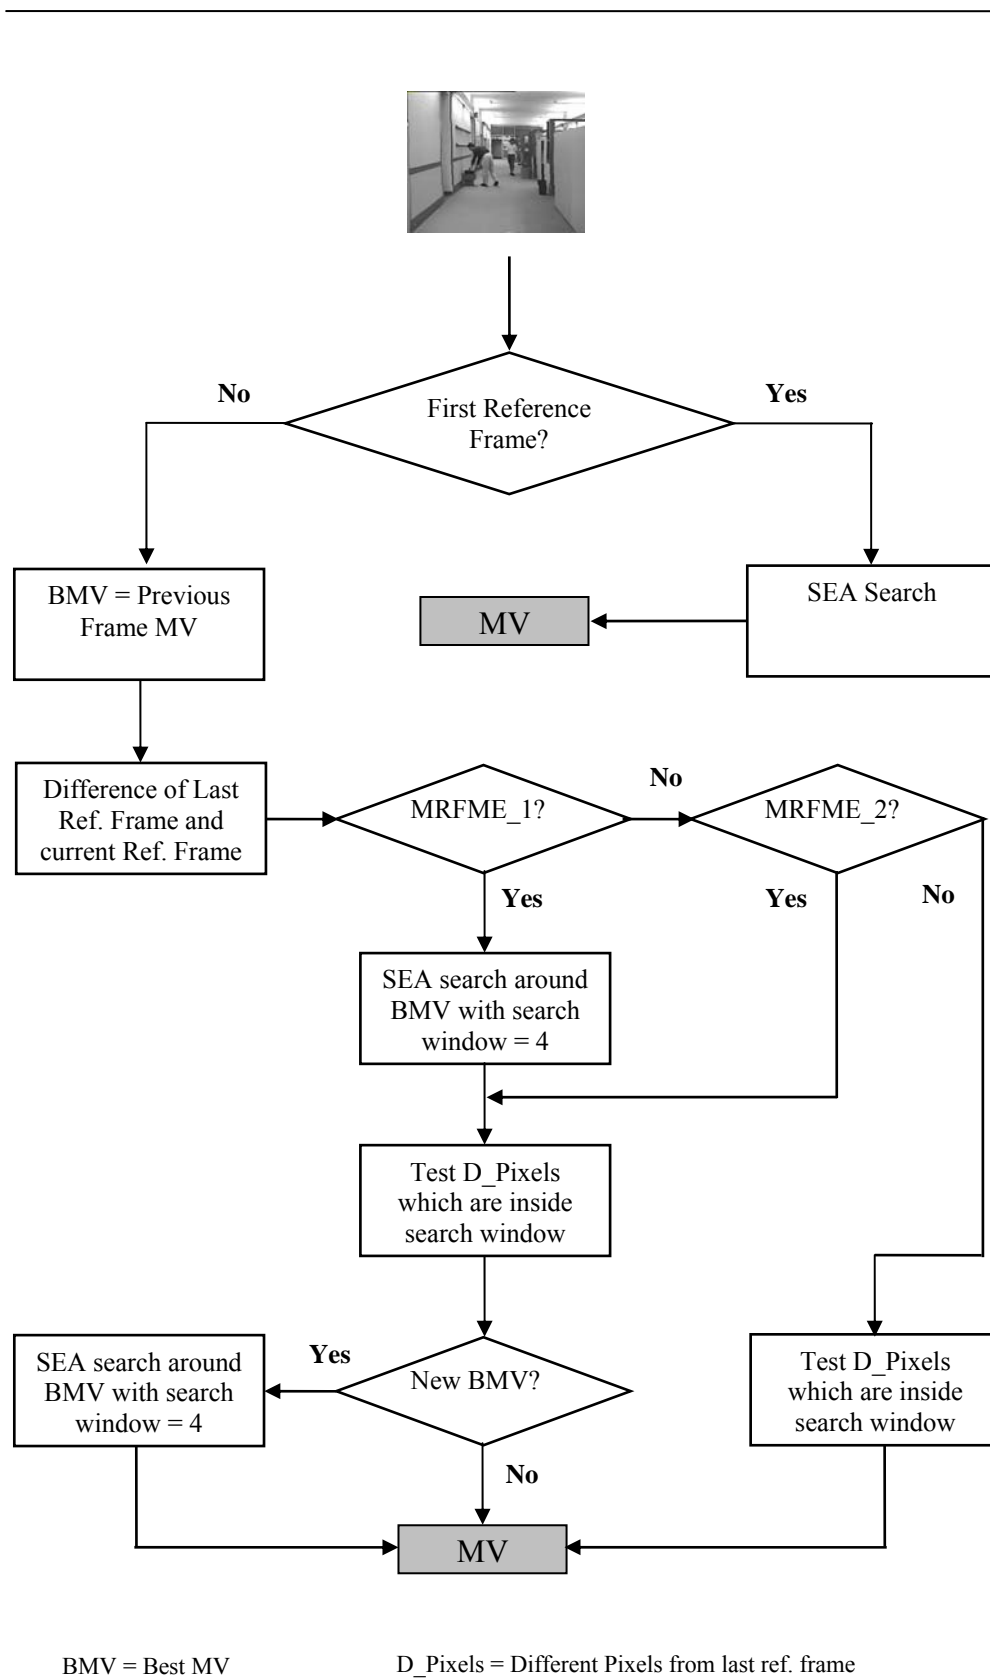 No
Yes
First Reference
Frame?
BMV = Previous
Frame MV
MV
SEA Search
Difference of Last
Ref. Frame and
current Ref. Frame
MRFME_1?
No
MRFME_2?
Yes
Yes
No
SEA search around
BMV with search
window = 4
Test D_Pixels
which are inside
search window
SEA search around
BMV with search
window = 4
Yes
New BMV?
No
Test D_Pixels
which are inside
search window
MV
BMV = Best MV
D_Pixels = Different Pixels from last ref. frame